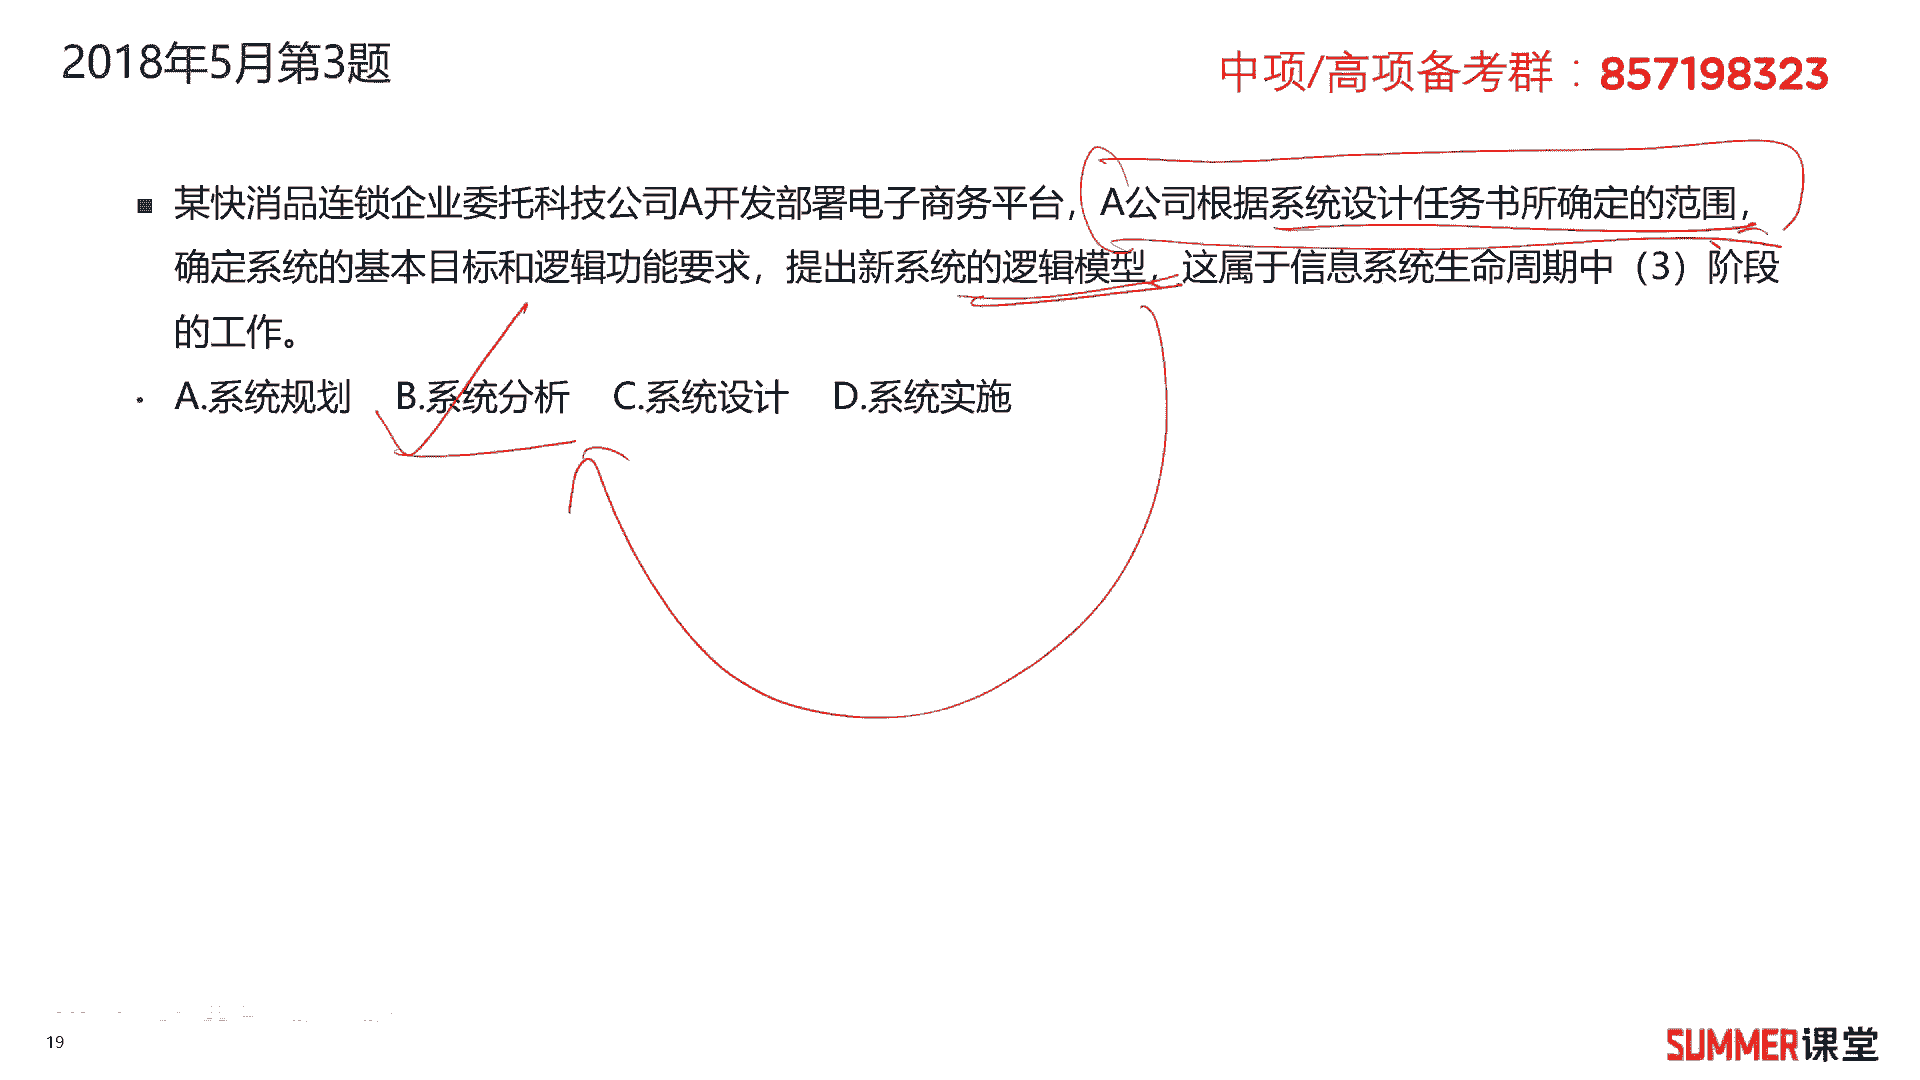 2018年5月第3题
中项/高项备考群：857198323
某快消品连锁企业委托科技公司A开发部署电子商务平台，A公司根据系统设计任务书所确定的范围，
确定系统的基本目标和逻辑功能要求，提出新系统的逻辑模型，这属于信息系统生命周期中（3）阶段
的工作。
A.系统规划 B.系统分析 C.系统设计 D.系统实施
19
SUMMER课堂